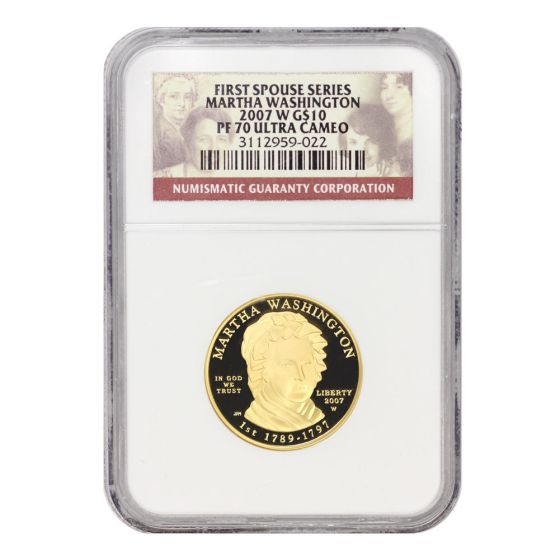 FIRST SPOUSE SERIES
MARTHA WASHINGTON
2007 W G$10
PF 70 ULTRA CAMEO
3112959-022
NUMISMATIC GUARANTY CORPORATION
MARTHA WASHINGTON
IN GOD
WE
TRUST
LIBERTY
2007
W
JM
1st 1789-1797